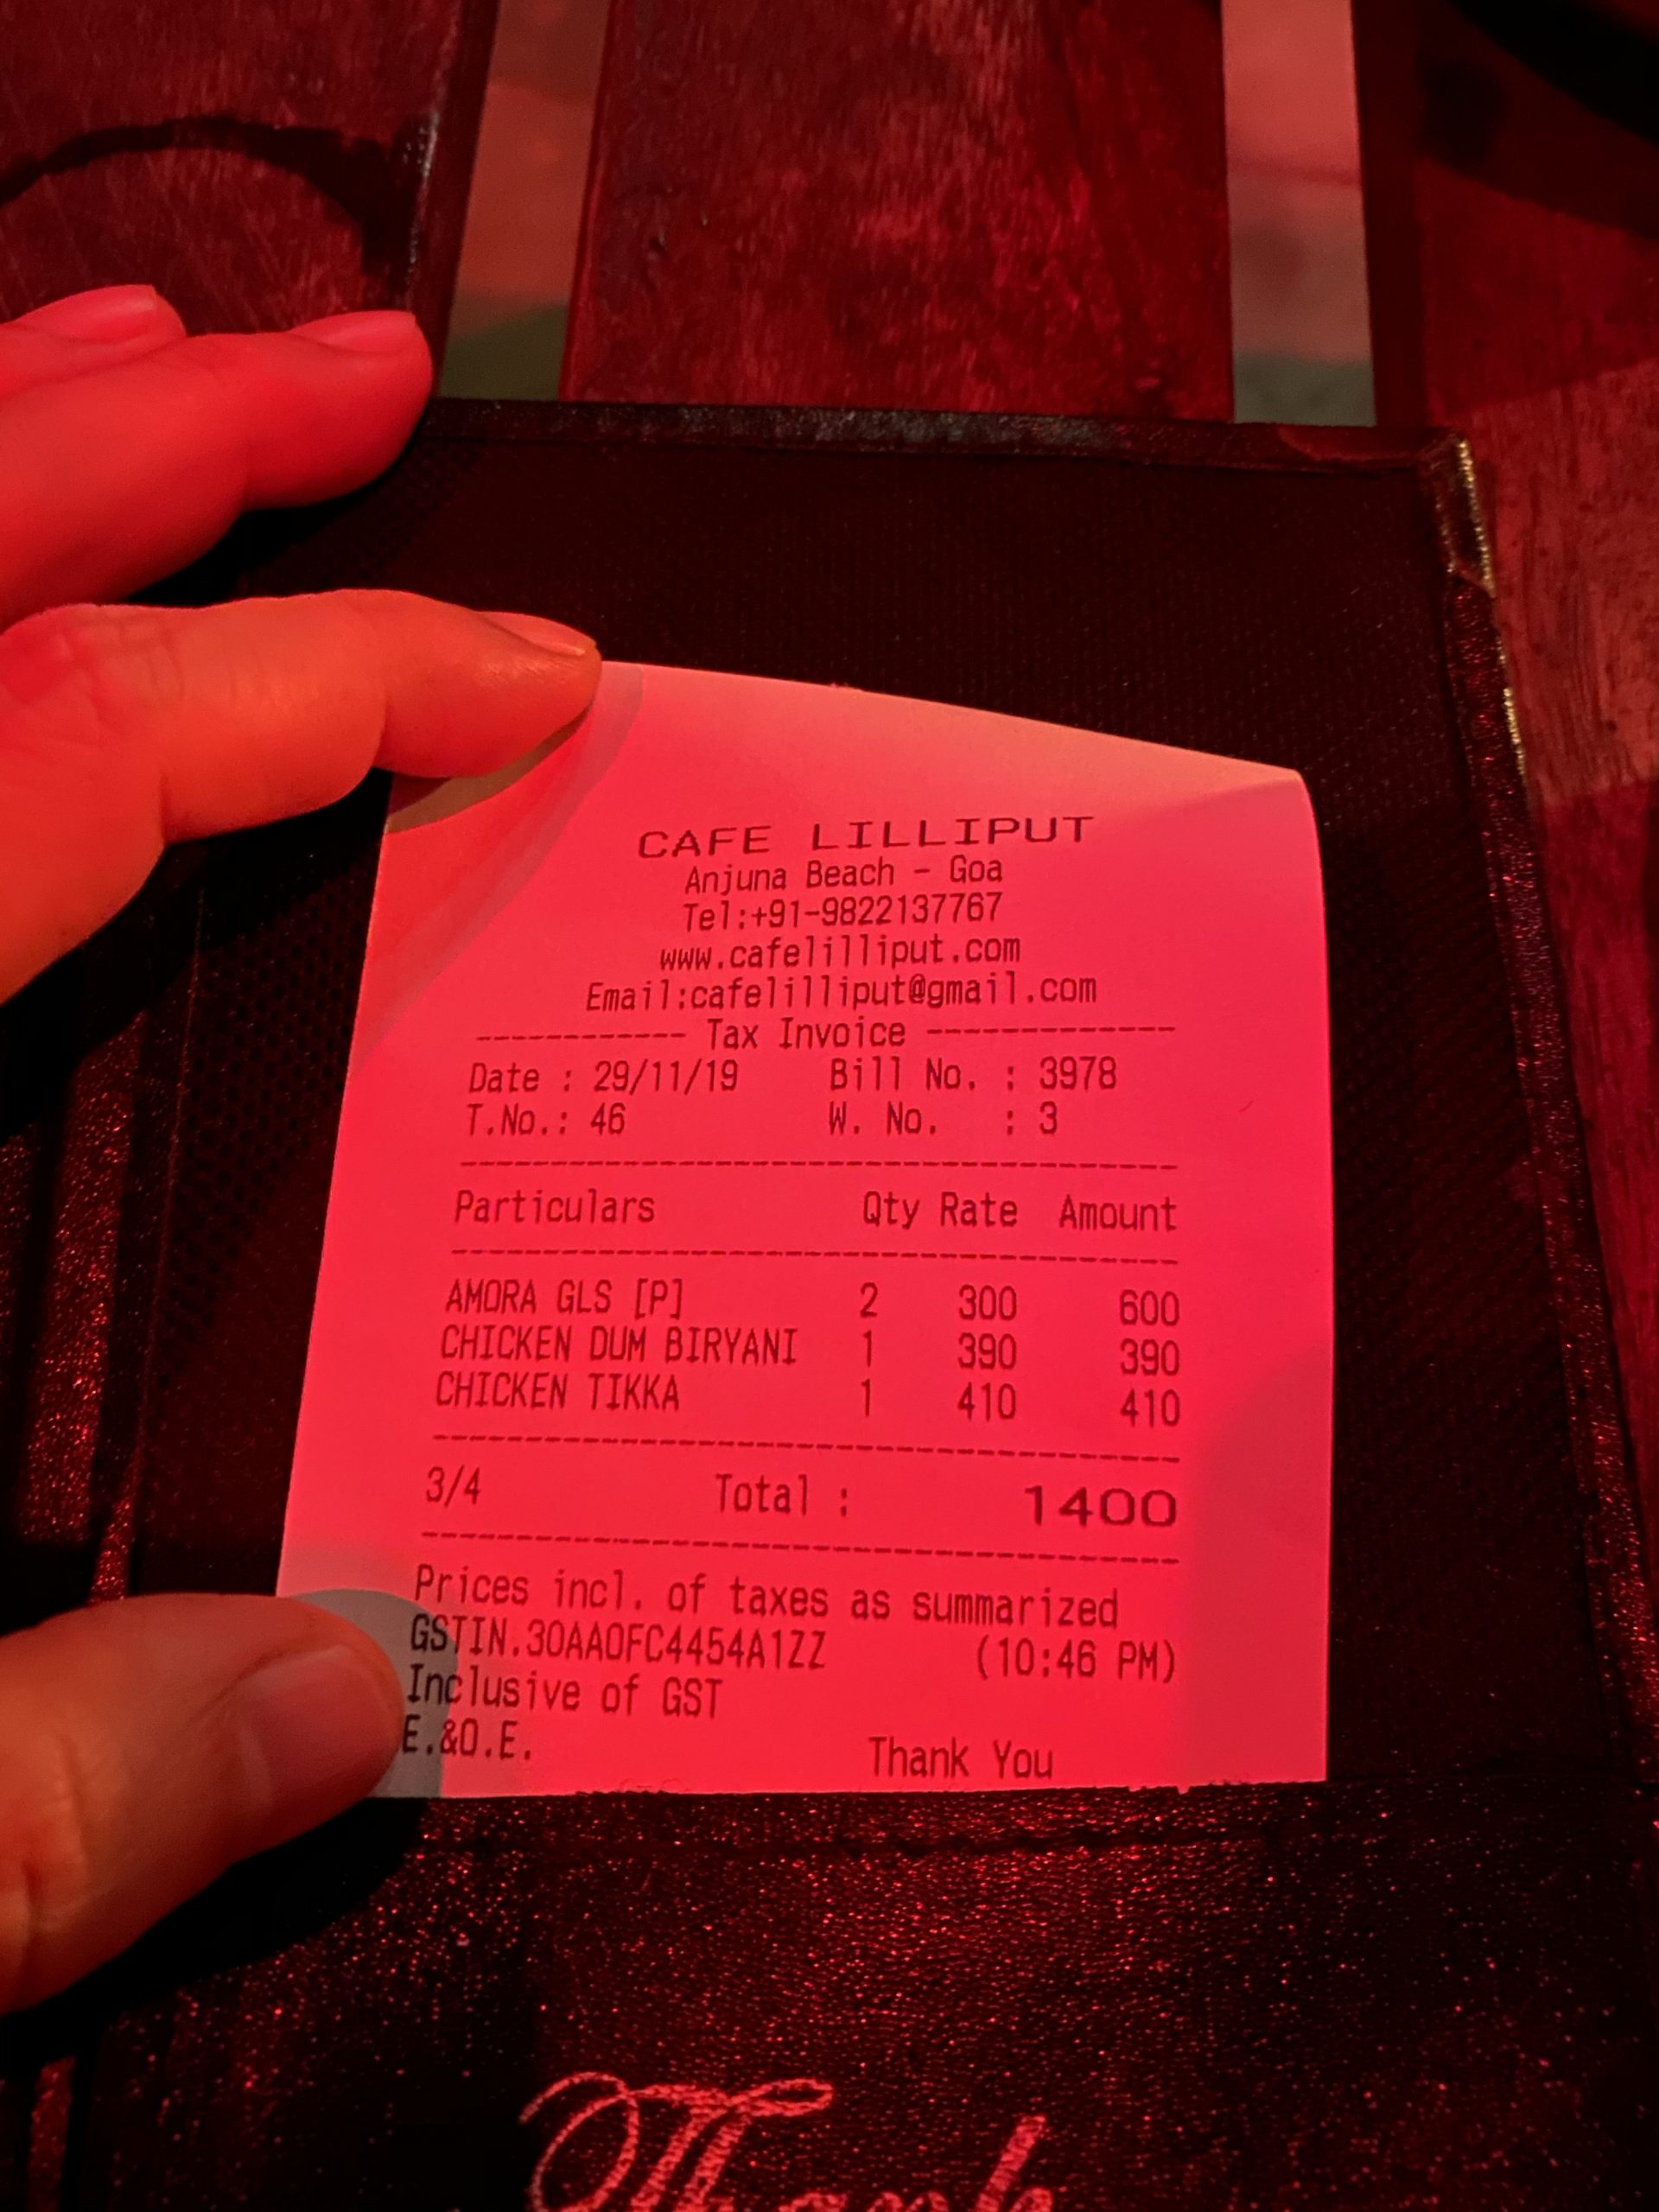 CAFE LILLIPUT
Anjuna Beach - Goa
Tel:+91-9822137767
www.cafelilliput.com
Email:cafelilliput@gmail.com
------------ Tax Invoice -------------
Date : 29/11/19 Bill No. : 3978
T.No.: 46 W. No. : 3
Particulars Qty Rate Amount
AMORA GLS [P] 2 300 600
CHICKEN DUM BIRYANI 1 390 390
CHICKEN TIKKA 1 410 410
3/4 Total : 1400
Prices incl. of taxes as summarized
GSTIN.30AAOFC4454A1ZZ (10:46 PM)
Inclusive of GST
E.&O.E.
Thank You
Thank